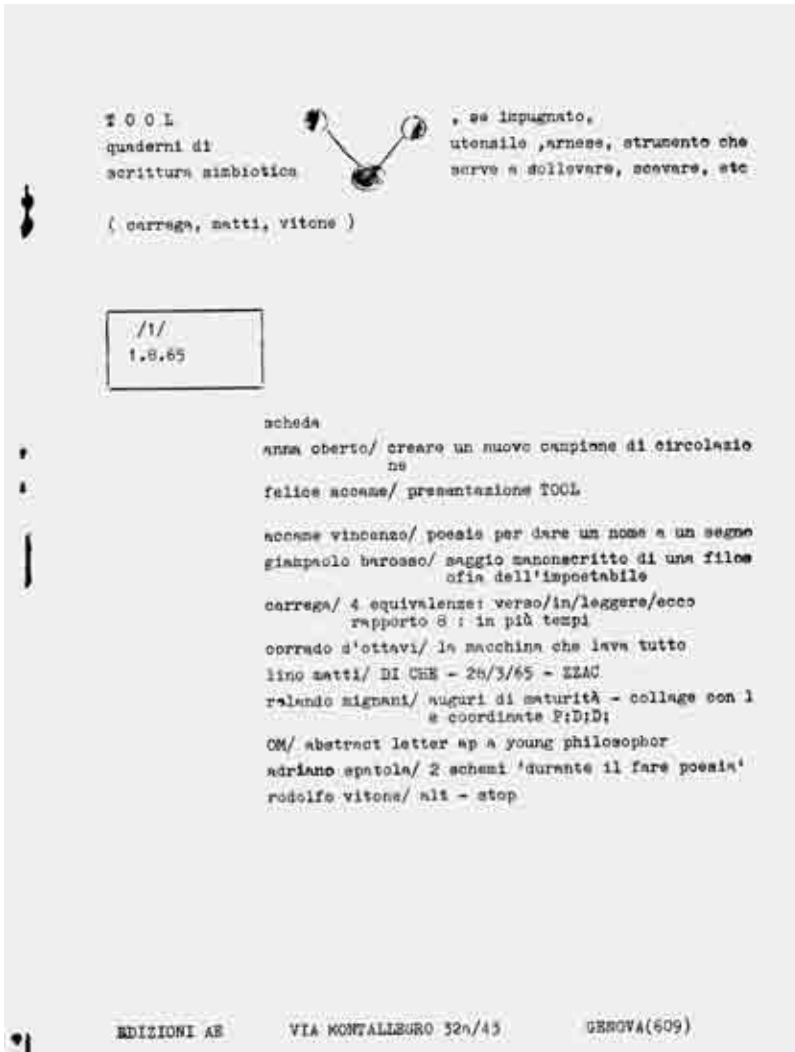 T O O L
quaderni di
scrittura simbiotica
, se impugnato,
utensile ,arnese, strumento che
serve a sollevare, scavare, etc
( carrega, matti, vitone )
/1/
1.8.65
scheda
anna oberto/ creare un nuovo campione di circolazio
ne
felice accame/ presentazione TOOL
accame vincenzo/ poesia per dare un nome a un segno
giampaolo barosso/ saggio manoscritto di una filos
ofia dell'impoetabile
carrega/ 4 equivalenze: verso/in/leggere/ecco
rapporto 8 : in più tempi
corrado d'ottavi/ la macchina che lava tutto
lino matti/ DI CHE - 28/3/65 - ZZAC
rolando mignani/ auguri di maturità - collage con l
e coordinate P;D;D;
OM/ abstract letter ap a young philosophor
adriano spatola/ 2 schemi 'durante il fare poesia'
rodolfo vitone/ alt - stop
EDIZIONI AE VIA MONTALLEGRO 32a/43 GENOVA(609)